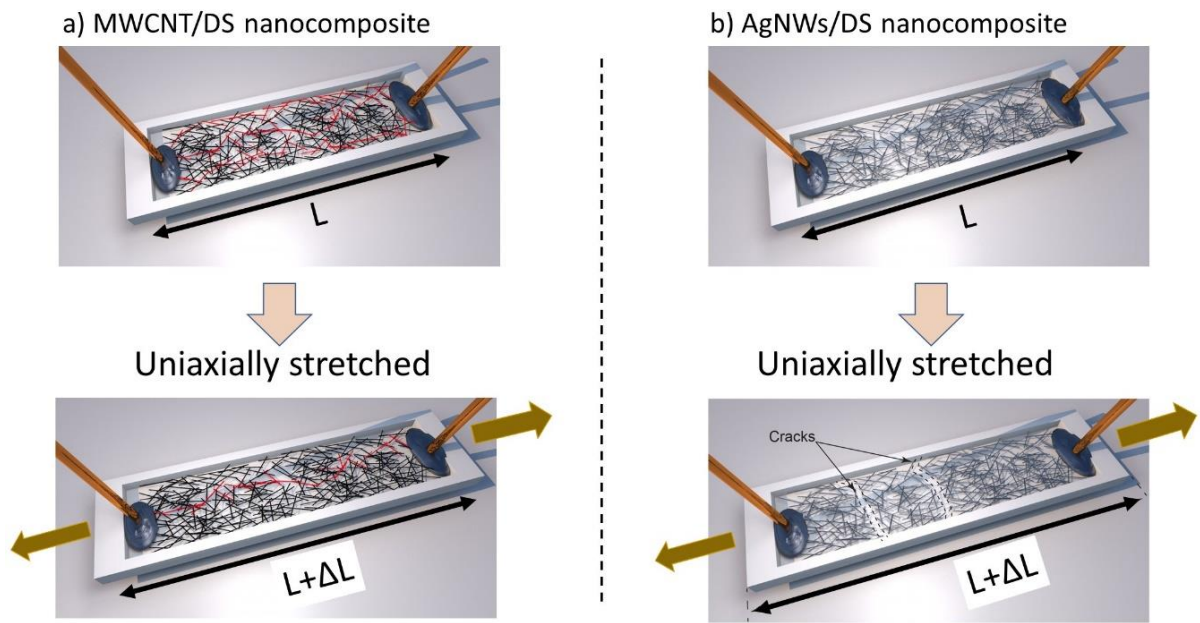 a) MWCNT/DS nanocomposite
L
Uniaxially stretched
L+ΔL
b) AgNWs/DS nanocomposite
L
Uniaxially stretched
Cracks
L+ΔL